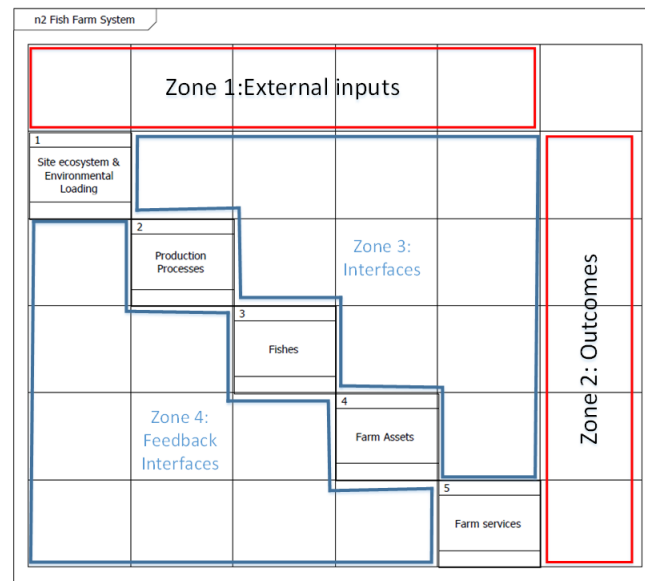 n2 Fish Farm System
Zone 1:External inputs
1
Site ecosystem &
Environmental
Loading
2
Production
Processes
Zone 3:
Interfaces
3
Fishes
Zone 2: Outcomes
4
Farm Assets
Zone 4:
Feedback
Interfaces
5
Farm services